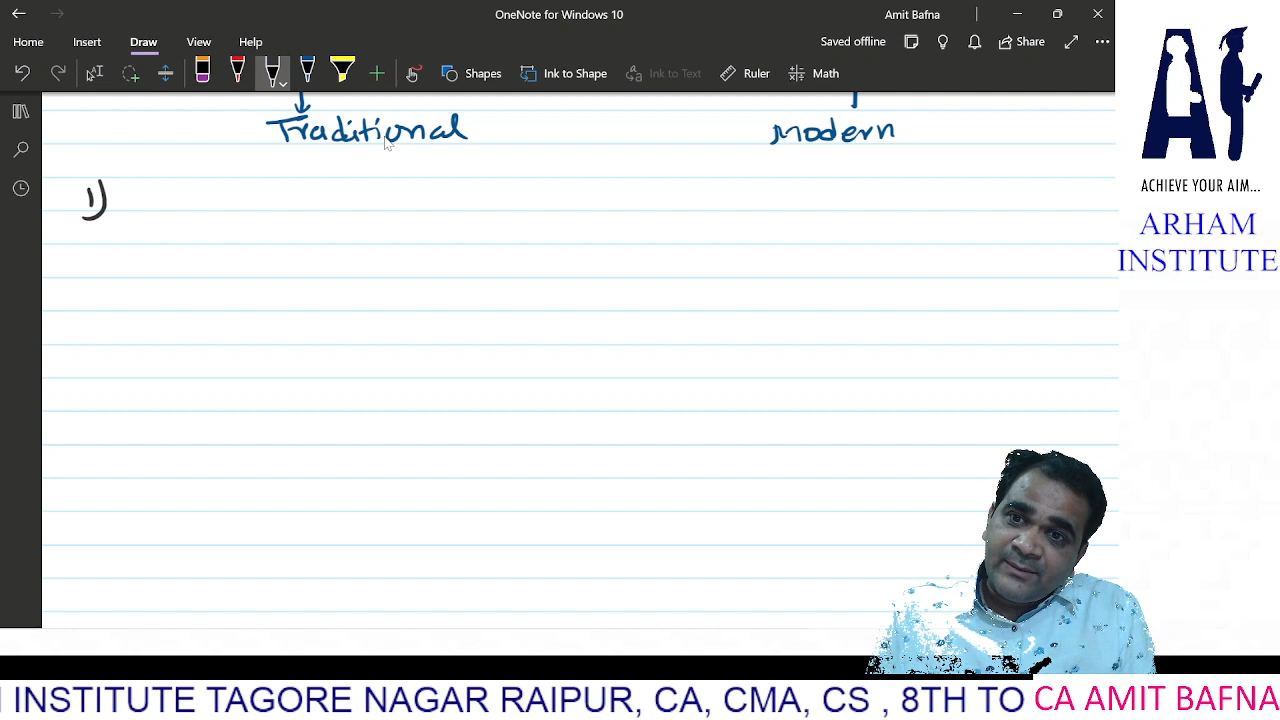 OneNote for Windows 10
Amit Bafna
Home Insert Draw View Help
Saved offline
Share
Shapes
Ink to Shape
Ink to Text
Ruler
Math
Traditional
Modern
1)
AI
ACHIEVE YOUR AIM...
ARHAM
INSTITUTE
INSTITUTE TAGORE NAGAR RAIPUR, CA, CMA, CS , 8TH TO
CA AMIT BAFNA